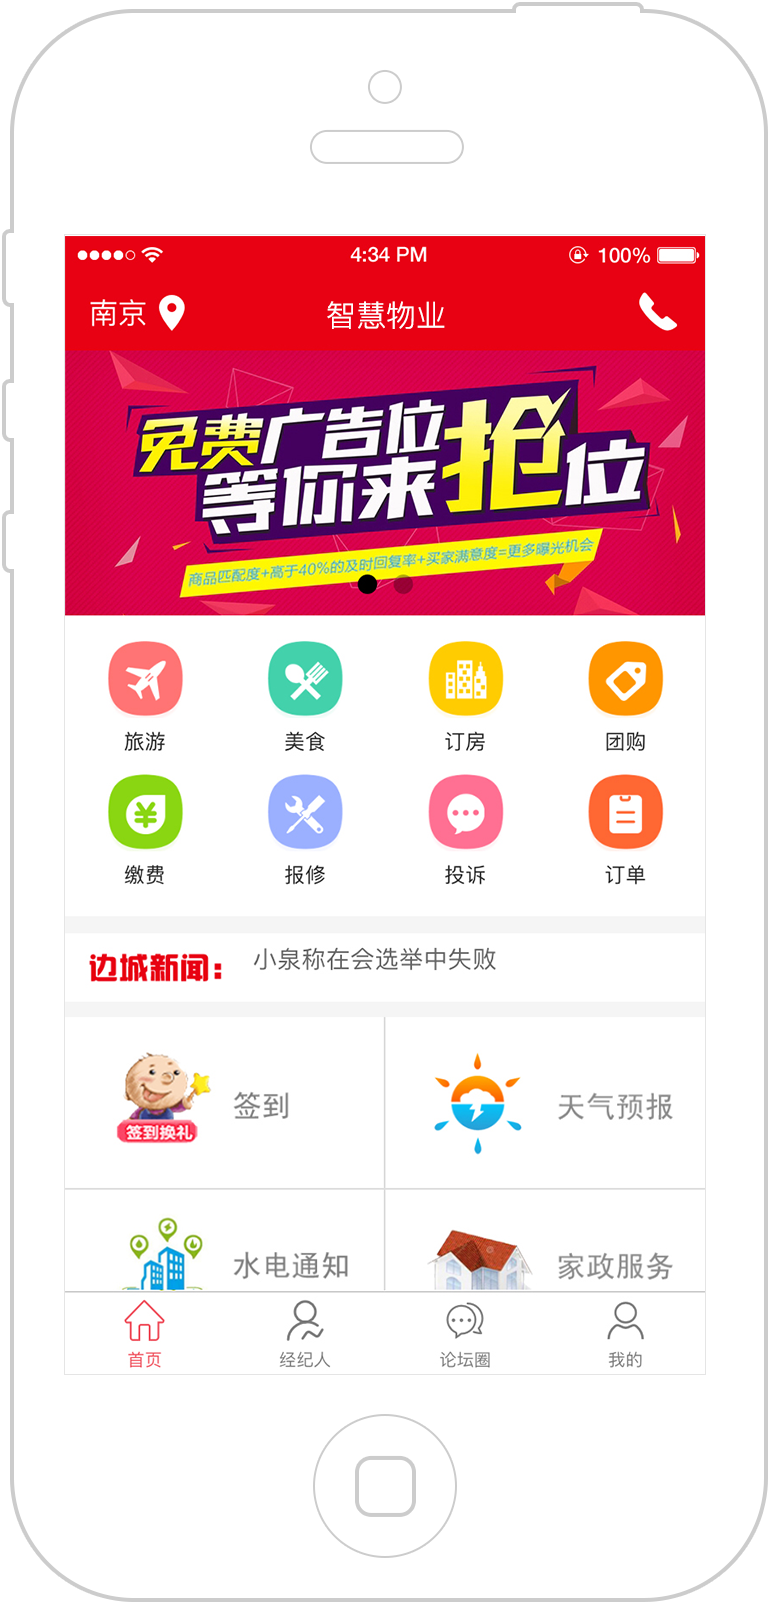 4:34 PM
100%
南京
智慧物业
免费广告位
等你来抢位
商品匹配度+高于40%的及时回复率+买家满意度=更多曝光机会
旅游
美食
订房
团购
缴费
报修
投诉
订单
边城新闻：
小泉称在会选举中失败
签到换礼
签到
天气预报
水电通知
家政服务
首页
经纪人
论坛圈
我的